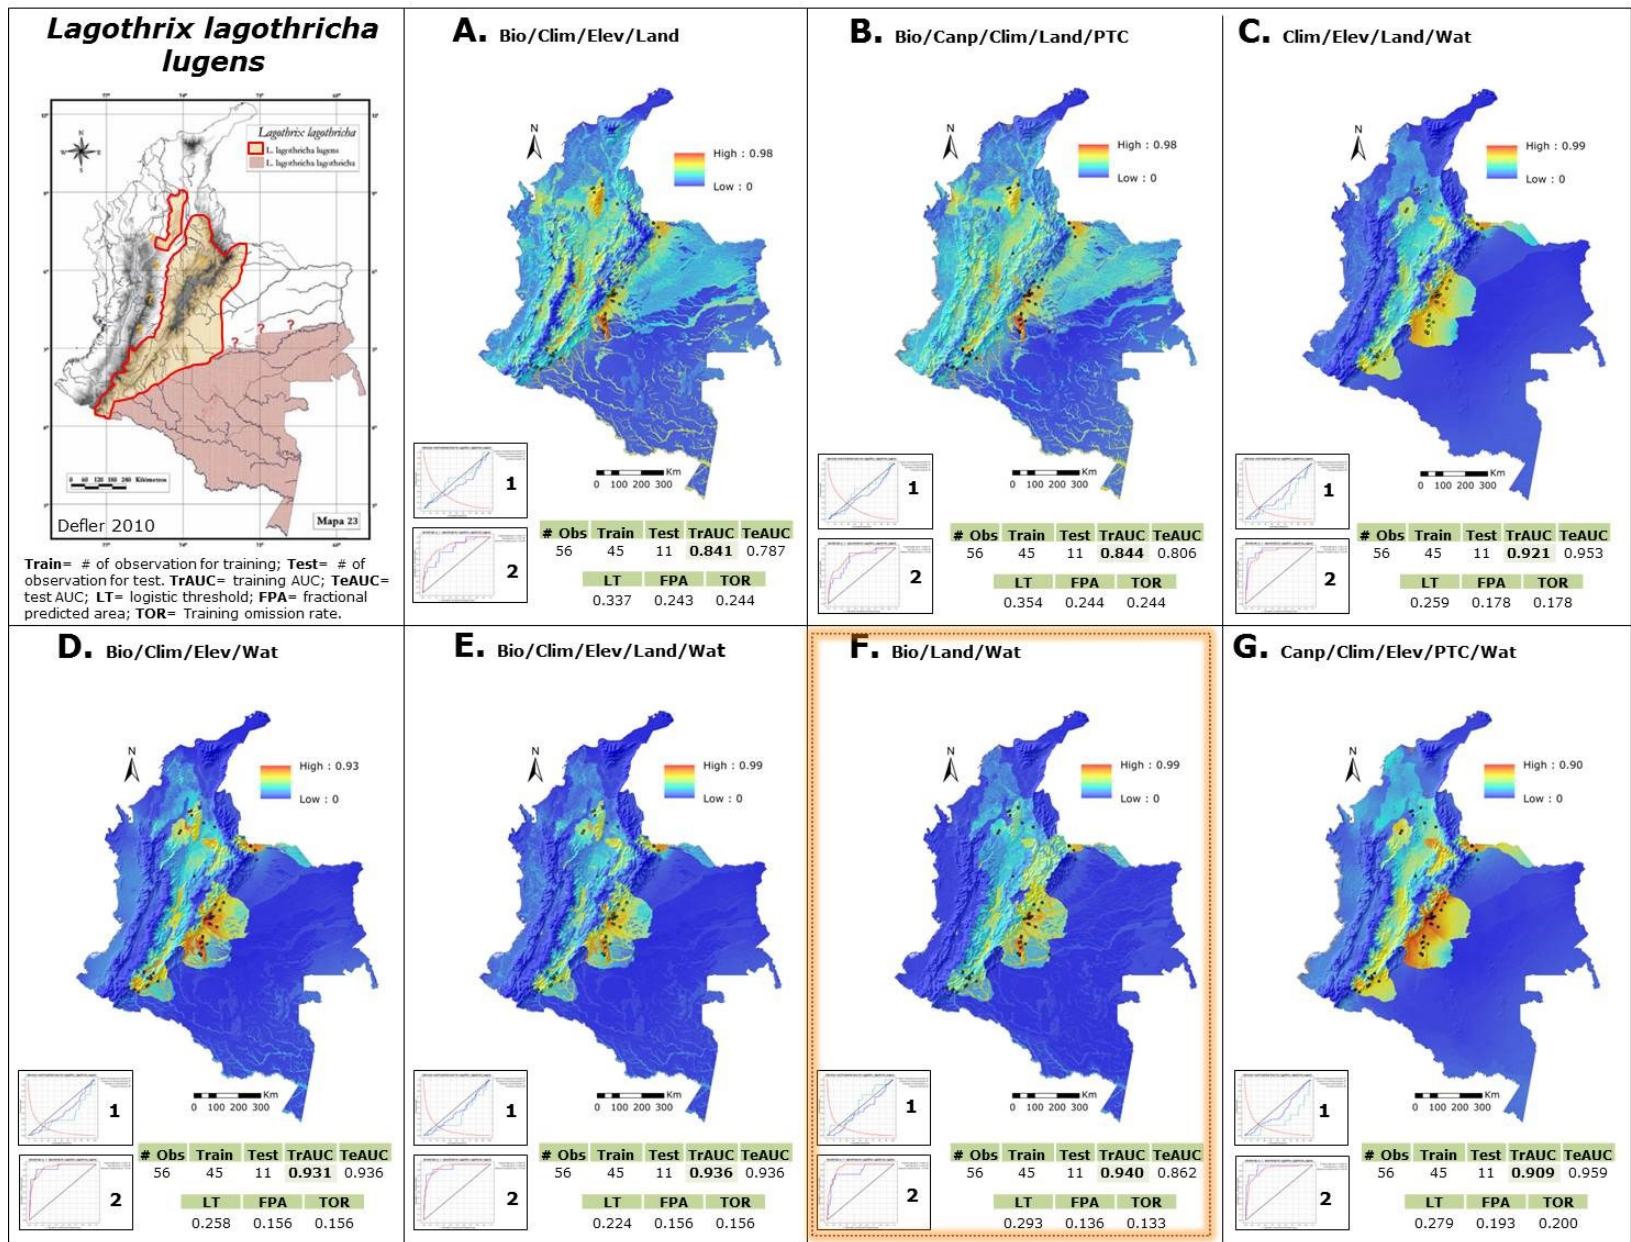 Lagothrix lagothricha
lugens
Lagothrix lagothricha
L. lagothricha lugens
L. lagothricha lagothricha
N
W
E
S
?
?
?
?
0 60 120 180 240 Kilómetros
Defler 2010
Mapa 23
Train= # of observation for training; Test= # of
observation for test. TrAUC= training AUC; TeAUC=
test AUC; LT= logistic threshold; FPA= fractional
predicted area; TOR= Training omission rate.
A. Bio/Clim/Elev/Land
N
High : 0.98
Low : 0
Km
0 100 200 300
1
2
# Obs Train Test TrAUC TeAUC
56 45 11 0.841 0.787
LT FPA TOR
0.337 0.243 0.244
B. Bio/Canp/Clim/Land/PTC
N
High : 0.98
Low : 0
Km
0 100 200 300
1
2
# Obs Train Test TrAUC TeAUC
56 45 11 0.844 0.806
LT FPA TOR
0.354 0.244 0.244
C. Clim/Elev/Land/Wat
N
High : 0.99
Low : 0
Km
0 100 200 300
1
2
# Obs Train Test TrAUC TeAUC
56 45 11 0.921 0.953
LT FPA TOR
0.259 0.178 0.178
D. Bio/Clim/Elev/Wat
N
High : 0.93
Low : 0
Km
0 100 200 300
1
2
# Obs Train Test TrAUC TeAUC
56 45 11 0.931 0.936
LT FPA TOR
0.258 0.156 0.156
E. Bio/Clim/Elev/Land/Wat
N
High : 0.99
Low : 0
Km
0 100 200 300
1
2
# Obs Train Test TrAUC TeAUC
56 45 11 0.936 0.936
LT FPA TOR
0.224 0.156 0.156
F. Bio/Land/Wat
N
High : 0.99
Low : 0
Km
0 100 200 300
1
2
# Obs Train Test TrAUC TeAUC
56 45 11 0.940 0.862
LT FPA TOR
0.293 0.136 0.133
G. Canp/Clim/Elev/PTC/Wat
N
High : 0.90
Low : 0
Km
0 100 200 300
1
2
# Obs Train Test TrAUC TeAUC
56 45 11 0.909 0.959
LT FPA TOR
0.279 0.193 0.200